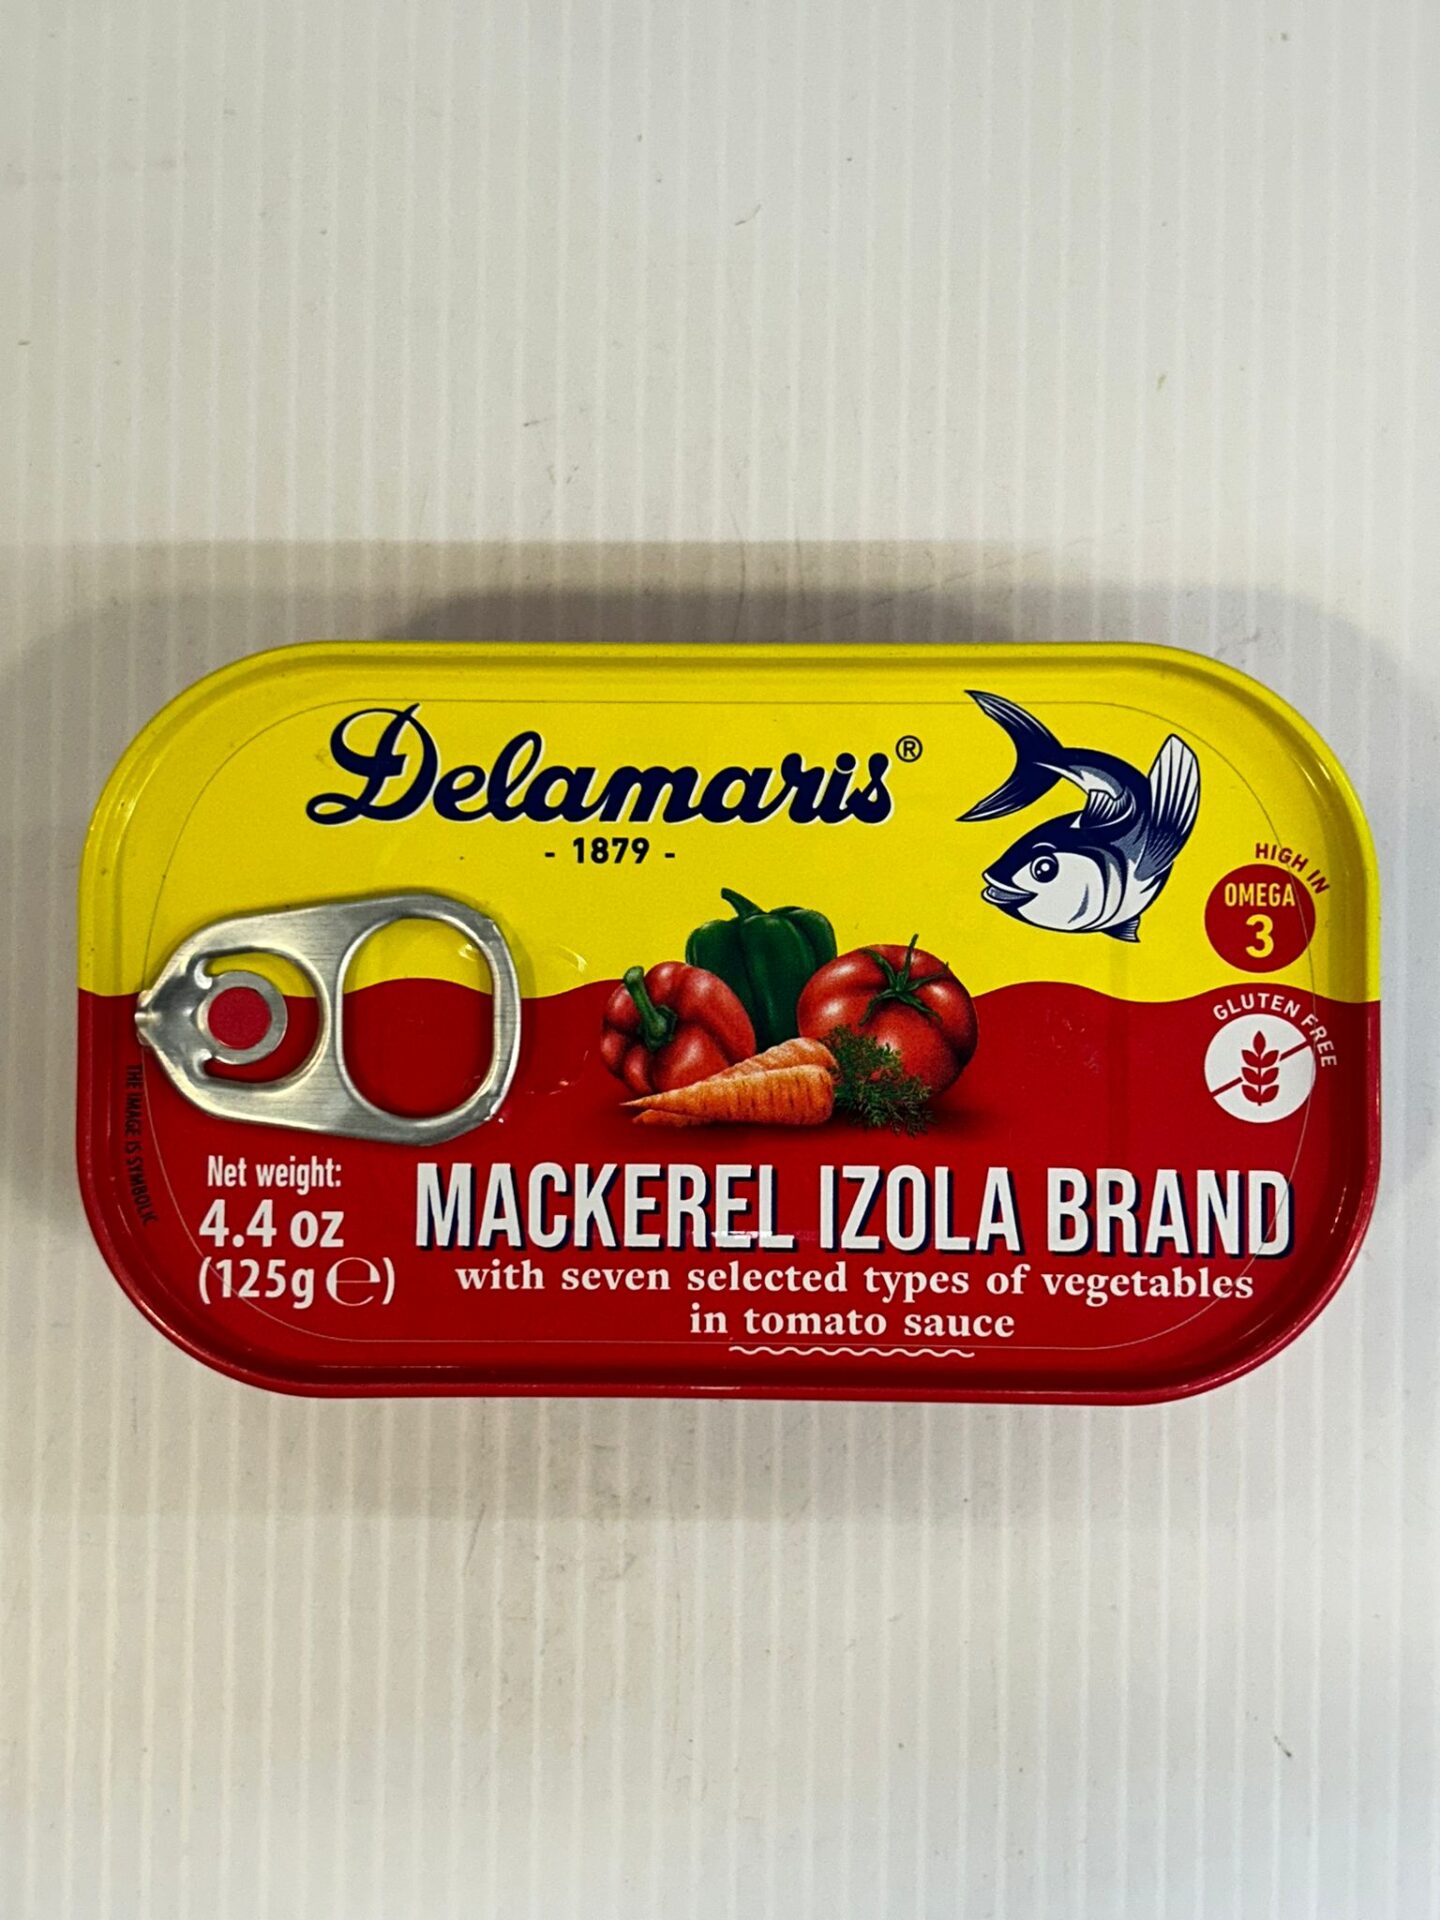 Delamaris®
- 1879 -
HIGH IN
OMEGA
3
GLUTEN FREE
THE IMAGE IS SYMBOLIC
Net weight:
4.4 oz
(125g ℮)
MACKEREL IZOLA BRAND
with seven selected types of vegetables
in tomato sauce